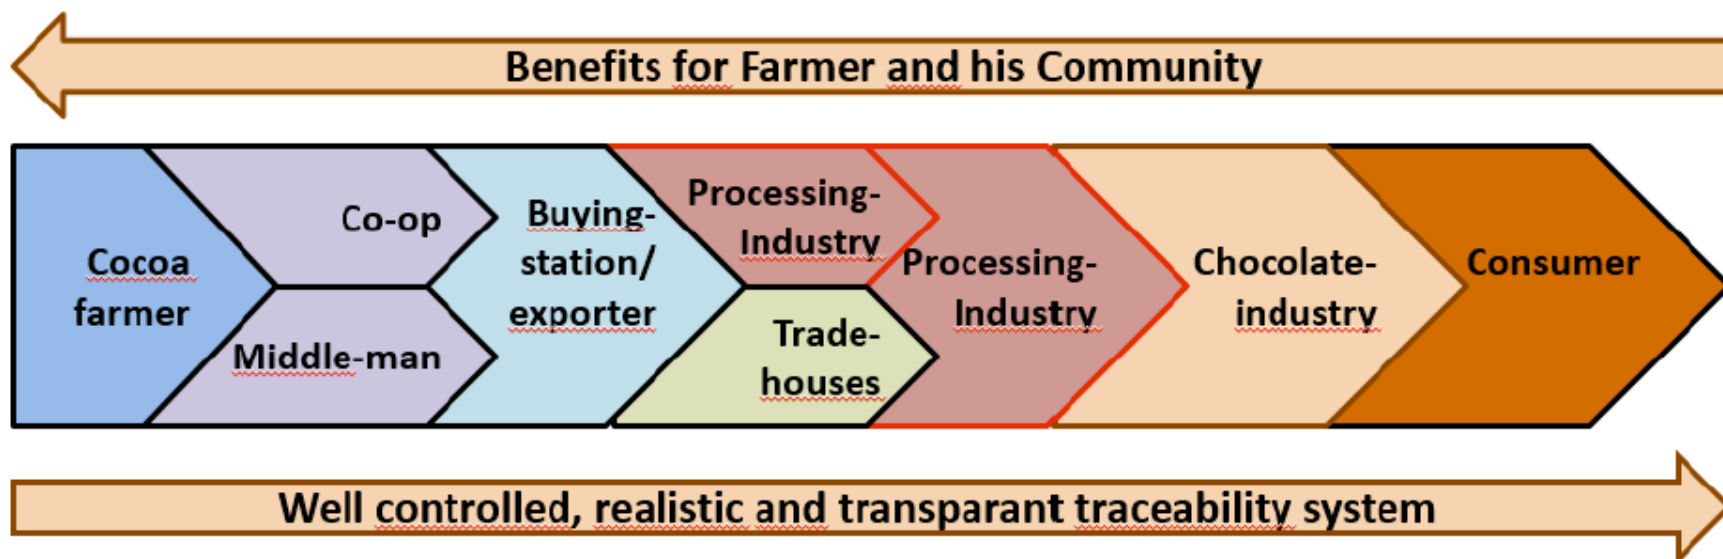 Benefits for Farmer and his Community
Cocoa
farmer
Co-op
Middle-man
Buying-
station/
exporter
Processing-
Industry
Trade-
houses
Processing-
Industry
Chocolate-
industry
Consumer
Well controlled, realistic and transparant traceability system